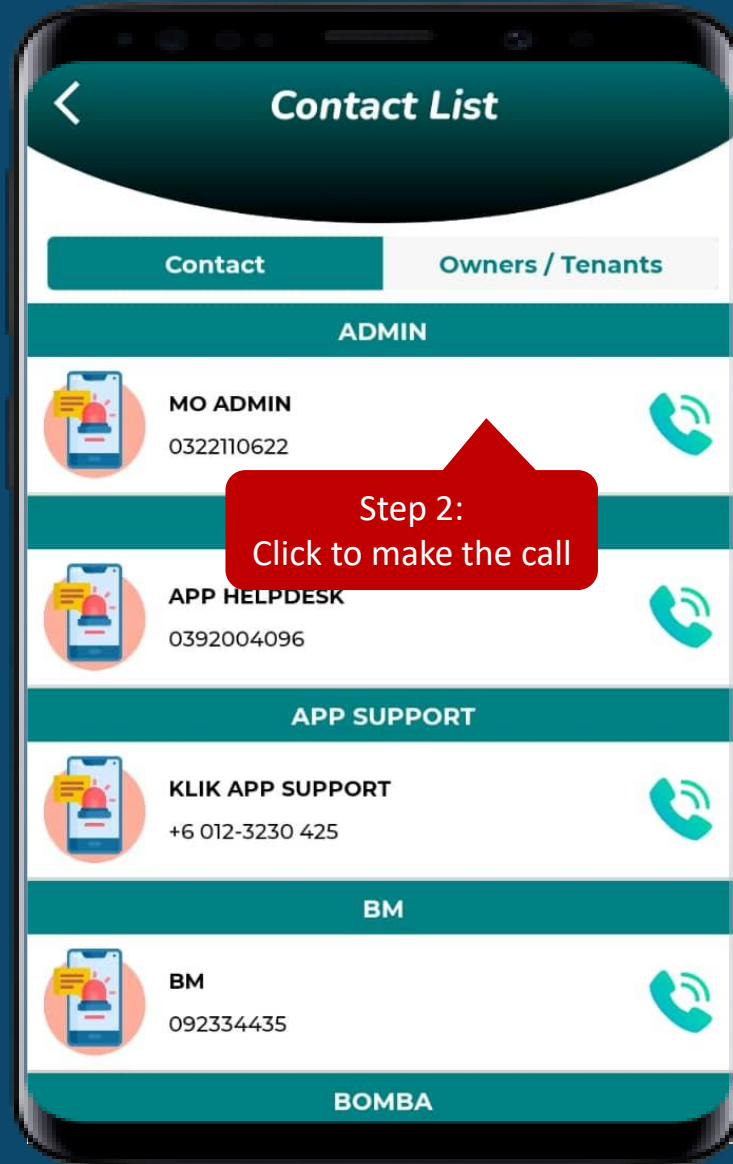 Contact List
Contact
Owners / Tenants
ADMIN
MO ADMIN
0322110622
Step 2:
Click to make the call
APP HELPDESK
0392004096
APP SUPPORT
KLIK APP SUPPORT
+6 012-3230 425
BM
BM
092334435
BOMBA